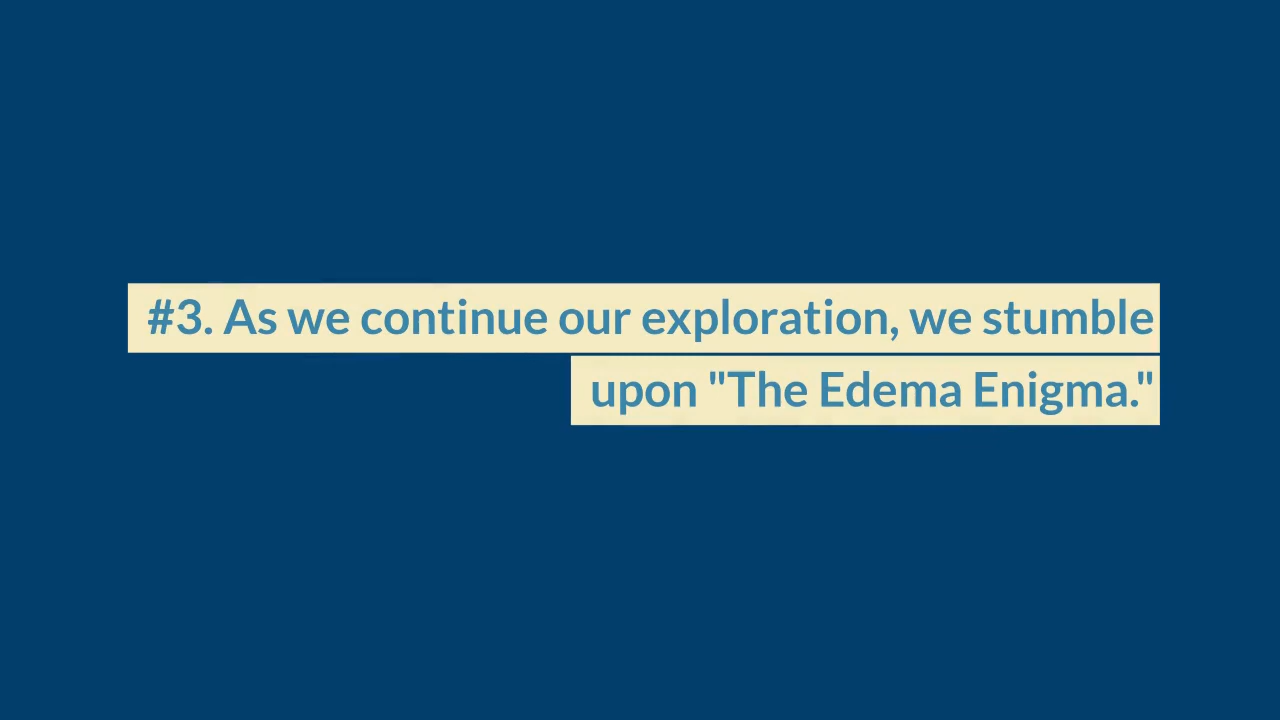 #3. As we continue our exploration, we stumble
upon "The Edema Enigma."